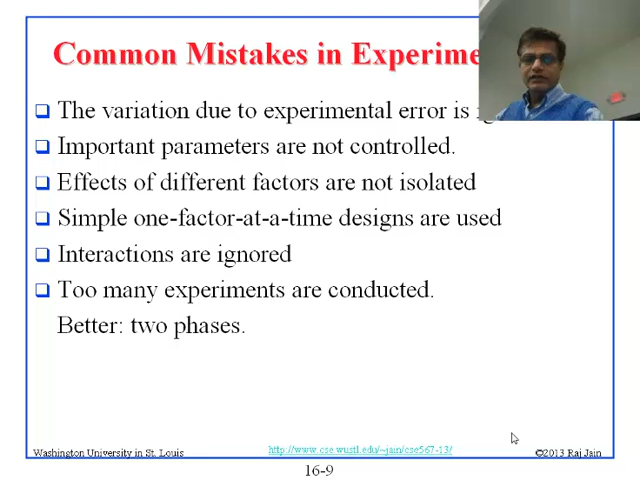 Common Mistakes in Experime
The variation due to experimental error is ig
Important parameters are not controlled.
Effects of different factors are not isolated
Simple one-factor-at-a-time designs are used
Interactions are ignored
Too many experiments are conducted.
Better: two phases.
Washington University in St. Louis
http://www.cse.wustl.edu/~jain/cse567-13/
©2013 Raj Jain
16-9